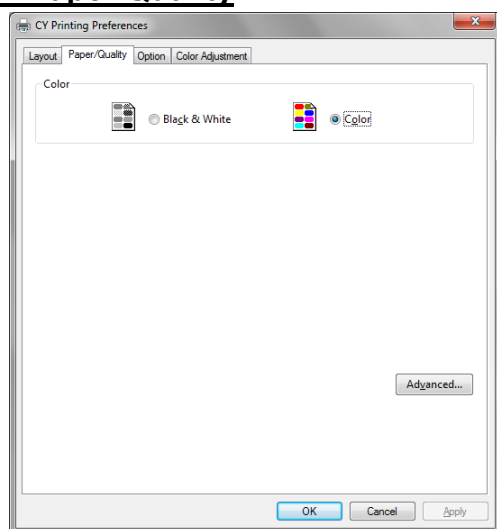 CY Printing Preferences
Layout Paper/Quality Option Color Adjustment
Color
Black & White Color
Advanced...
OK Cancel Apply